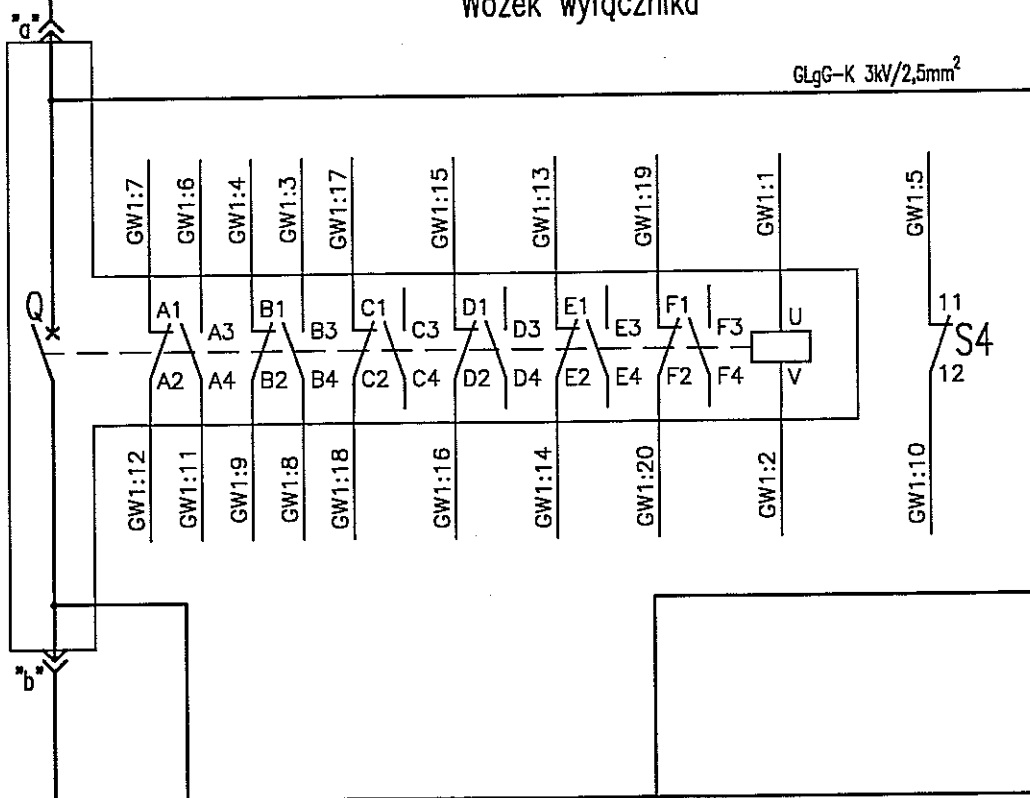 Wózek wyłącznika
"a"
GLgG-K 3kV/2,5mm²
GW1:7
GW1:6
GW1:4
GW1:3
GW1:17
GW1:15
GW1:13
GW1:19
GW1:1
GW1:5
Q
A1
A3
B1
B3
C1
C3
D1
D3
E1
E3
F1
F3
U
11
S4
A2
A4
B2
B4
C2
C4
D2
D4
E2
E4
F2
F4
V
12
GW1:12
GW1:11
GW1:9
GW1:8
GW1:18
GW1:16
GW1:14
GW1:20
GW1:2
GW1:10
"b"